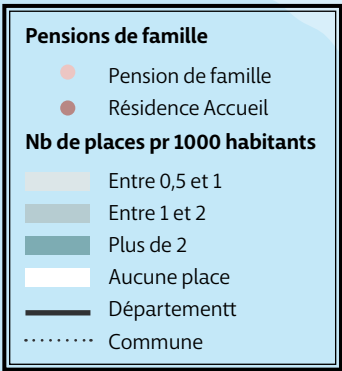 Pensions de famille
Pension de famille
Résidence Accueil
Nb de places pr 1000 habitants
Entre 0,5 et 1
Entre 1 et 2
Plus de 2
Aucune place
Départementt
Commune